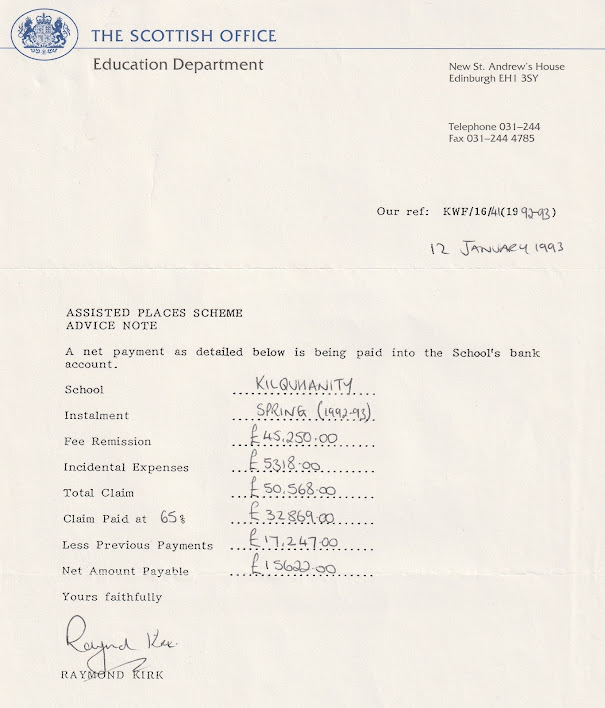 THE SCOTTISH OFFICE
Education Department
New St. Andrew's House
Edinburgh EH1 3SY
Telephone 031–244
Fax 031–244 4785
Our ref: KWF/16/41(1992-93)
12 JANUARY 1993
ASSISTED PLACES SCHEME
ADVICE NOTE
A net payment as detailed below is being paid into the School's bank
account.
School KILQUHANITY
Instalment SPRING (1992-93)
Fee Remission £45,250.00
Incidental Expenses £5318.00
Total Claim £50,568.00
Claim Paid at 65% £32869.00
Less Previous Payments £17,247.00
Net Amount Payable £15622.00
Yours faithfully
Raymond Kirk
RAYMOND KIRK